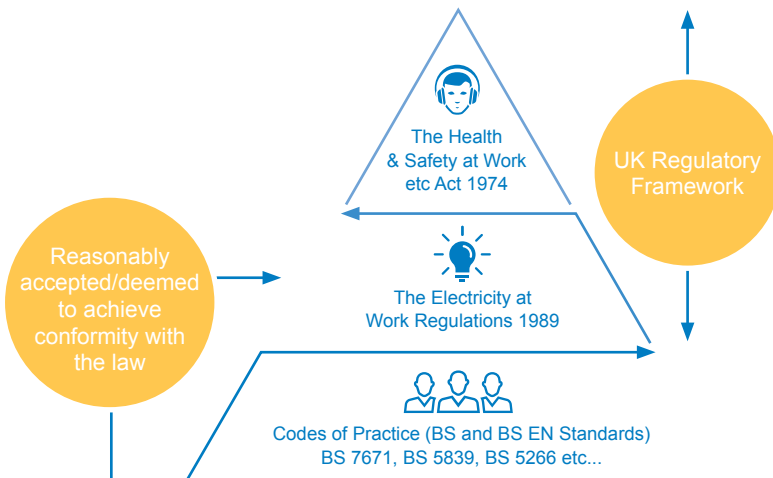 The Health
& Safety at Work
etc Act 1974
UK Regulatory
Framework
Reasonably
accepted/deemed
to achieve
conformity with
the law
The Electricity at
Work Regulations 1989
Codes of Practice (BS and BS EN Standards)
BS 7671, BS 5839, BS 5266 etc...